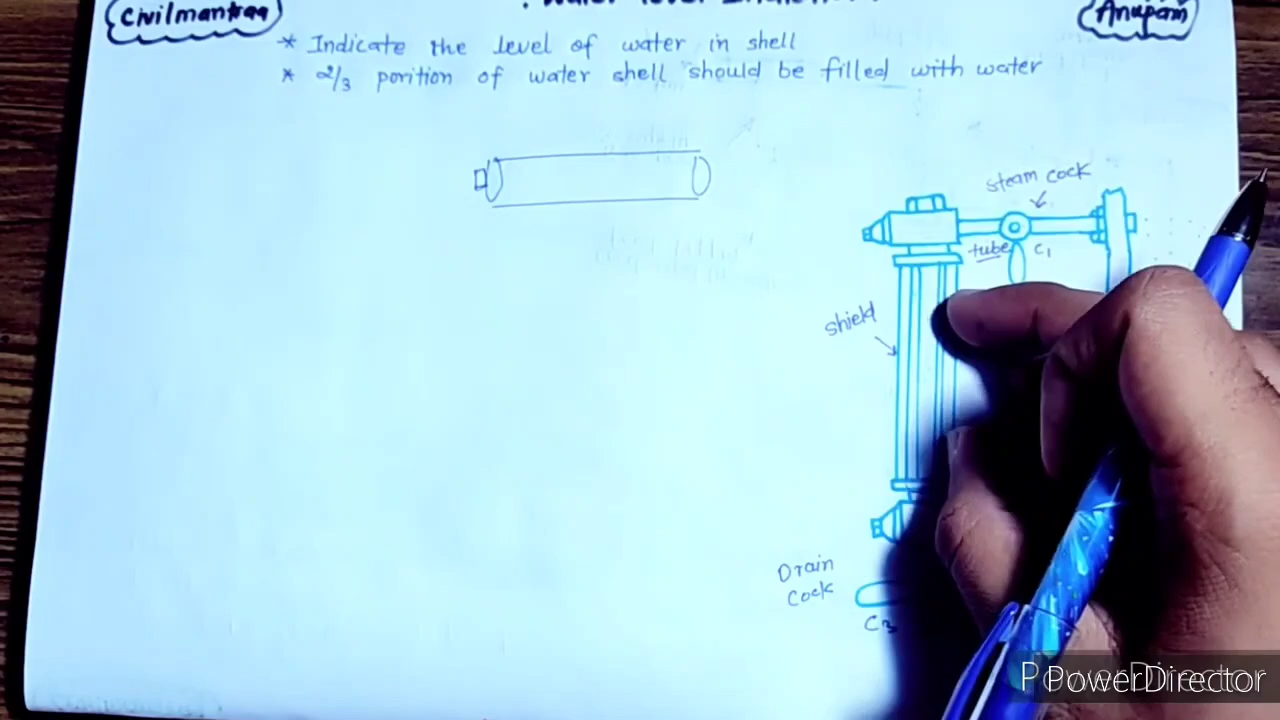 Civilmantraa
Anupam
* Indicate the level of water in shell
* 2/3 porition of water shell should be filled with water
steam cock
tube
C1
shield
Drain
cock
C3
PowerDirector